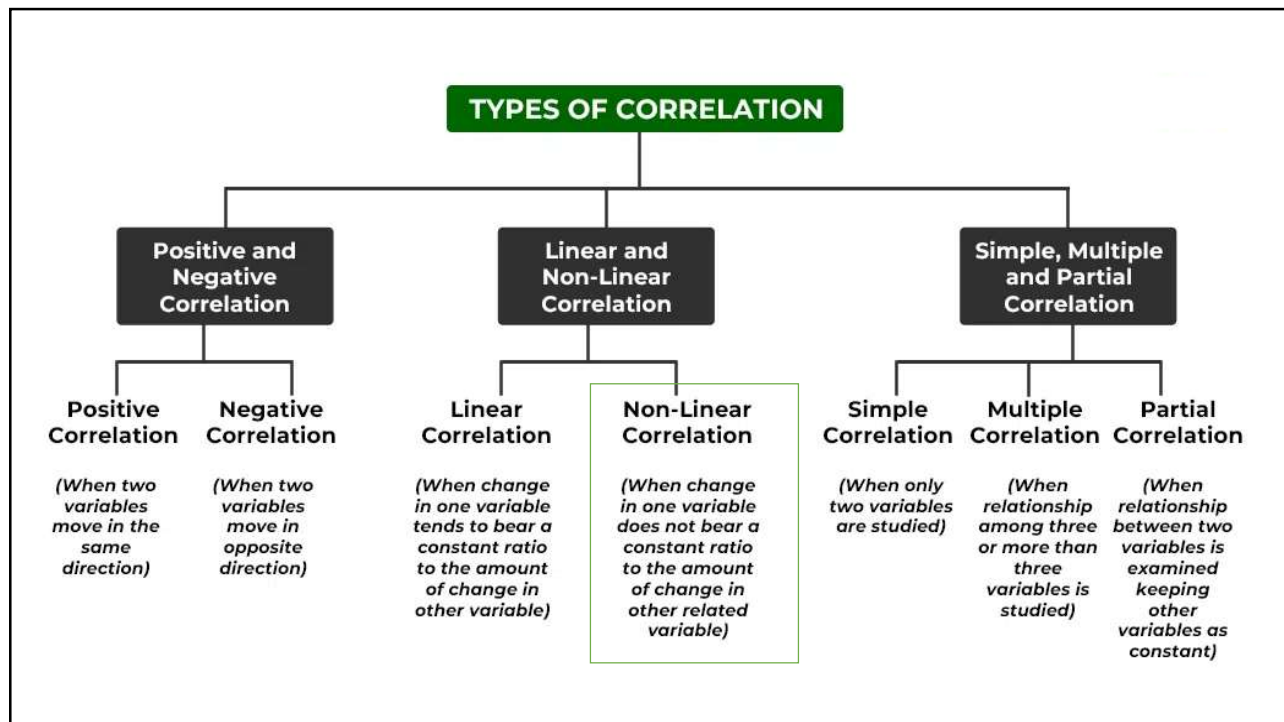 TYPES OF CORRELATION
Positive and
Negative
Correlation
Linear and
Non-Linear
Correlation
Simple, Multiple
and Partial
Correlation
Positive
Correlation
(When two
variables
move in the
same
direction)
Negative
Correlation
(When two
variables
move in
opposite
direction)
Linear
Correlation
(When change
in one variable
tends to bear a
constant ratio
to the amount
of change in
other variable)
Non-Linear
Correlation
(When change
in one variable
does not bear a
constant ratio
to the amount
of change in
other related
variable)
Simple
Correlation
(When only
two variables
are studied)
Multiple
Correlation
(When
relationship
among three
or more than
three
variables is
studied)
Partial
Correlation
(When
relationship
between two
variables is
examined
keeping
other
variables as
constant)